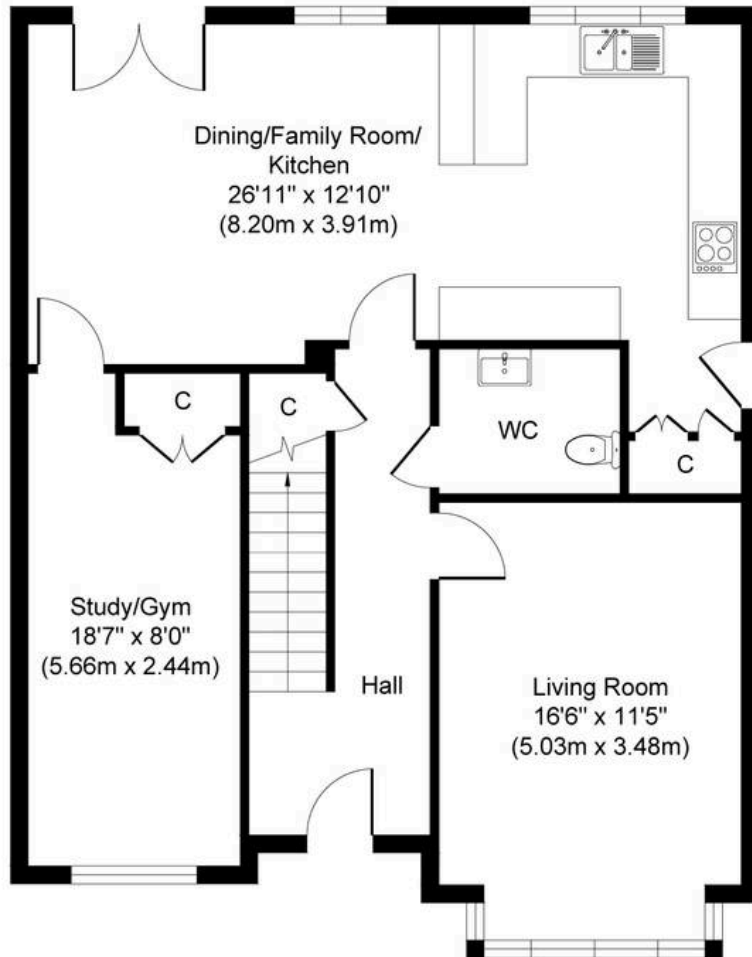 Dining/Family Room/
Kitchen
26'11" x 12'10"
(8.20m x 3.91m)
C
C
WC
C
Study/Gym
18'7" x 8'0"
(5.66m x 2.44m)
Hall
Living Room
16'6" x 11'5"
(5.03m x 3.48m)